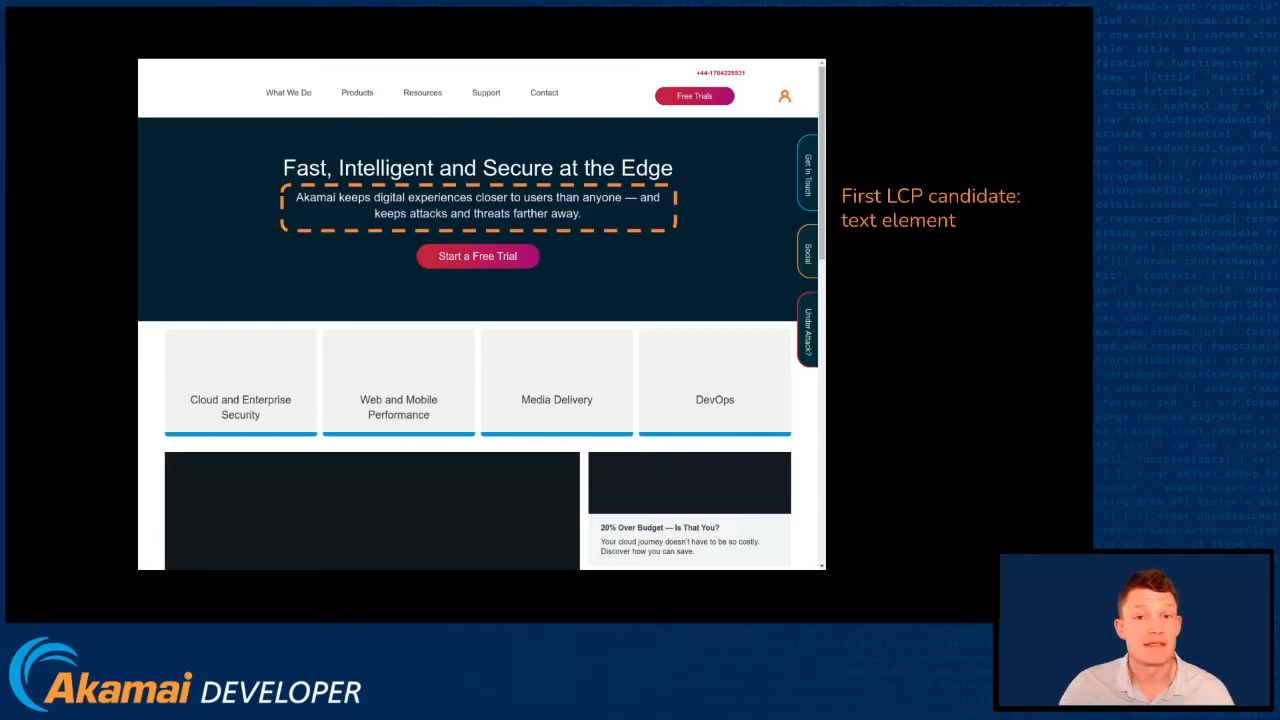 +44-1784225531
What We Do Products Resources Support Contact
Free Trials
Fast, Intelligent and Secure at the Edge
Akamai keeps digital experiences closer to users than anyone — and
keeps attacks and threats farther away.
Start a Free Trial
Get In Touch
Social
Under Attack?
First LCP candidate:
text element
Cloud and Enterprise
Security
Web and Mobile
Performance
Media Delivery
DevOps
20% Over Budget — Is That You?
Your cloud journey doesn't have to be so costly.
Discover how you can save.
Akamai DEVELOPER